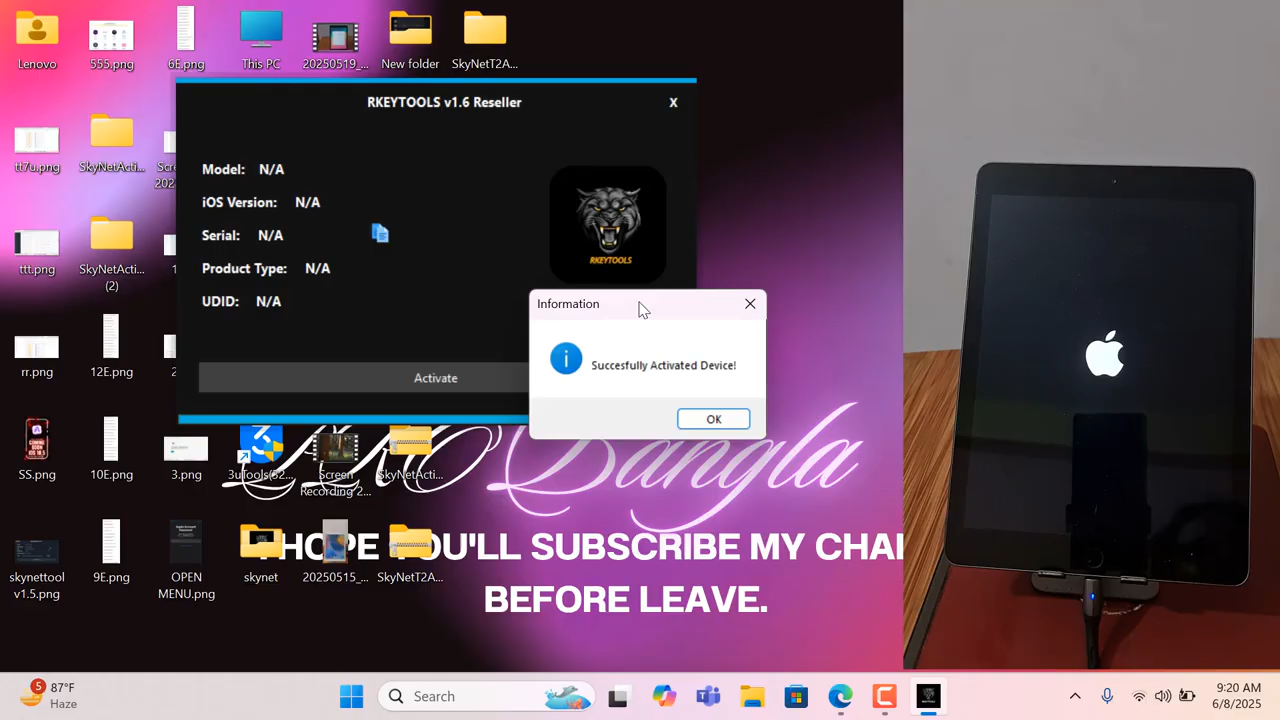 Lenovo
555.png
6E.png
This PC
20250519_...
New folder
SkyNetT2A...
RKEYTOOLS v1.6 Reseller
X
Model: N/A
iOS Version: N/A
Serial: N/A
Product Type: N/A
UDID: N/A
RKEYTOOLS
Activate
Information
Succesfully Activated Device!
OK
tt7u.png
SkyNetActi...
ttt.png
SkyNetActi...
(2)
rr.png
12E.png
SS.png
10E.png
3.png
3uTools(32...
Screen
Recording 2...
SkyNetActi...
Bangla
skynettool
v1.5.png
9E.png
OPEN
MENU.png
skynet
20250515_...
SkyNetT2A...
I HOPE YOU'LL SUBSCRIBE MY CHAN
BEFORE LEAVE.
5
87°F
Haze
Search
9:20 AM
6/8/2025